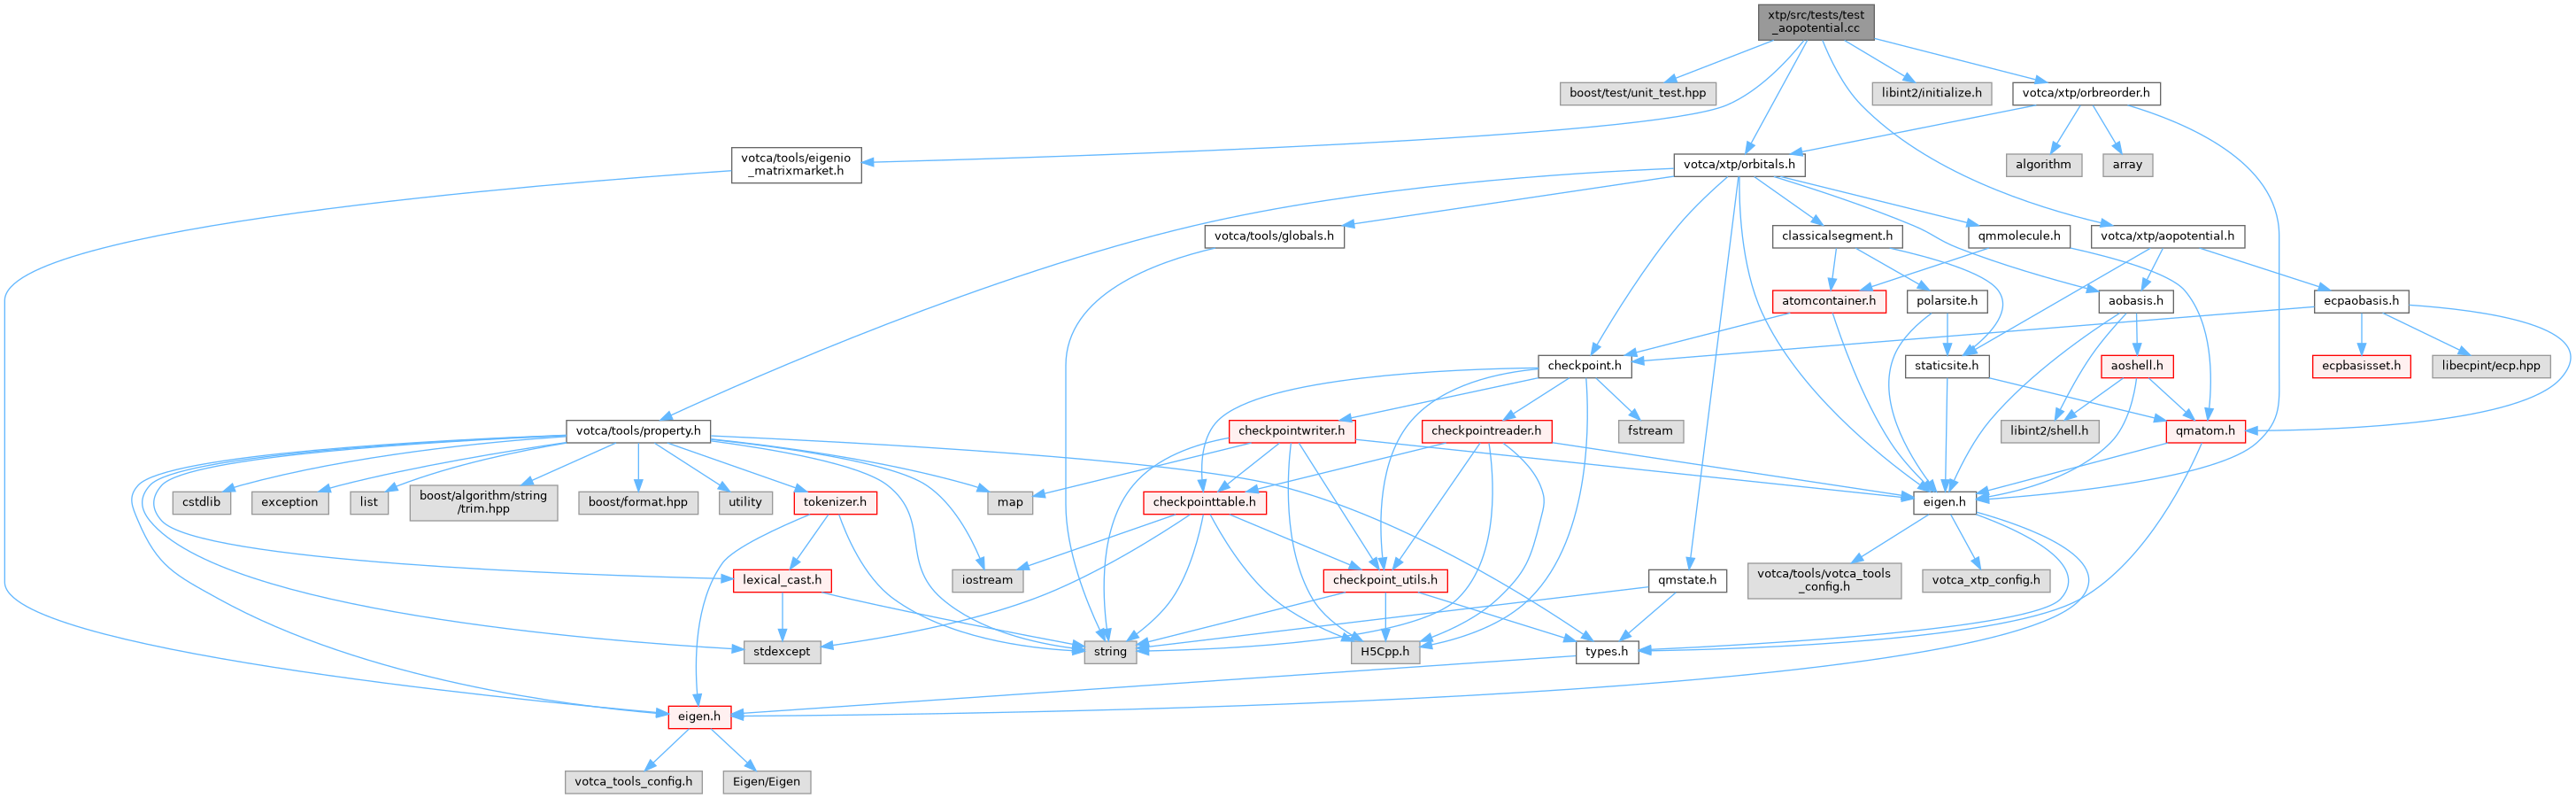 xtp/src/tests/test
_aopotential.cc
boost/test/unit_test.hpp
libint2/initialize.h
votca/xtp/orbreorder.h
votca/tools/eigenio
_matrixmarket.h
votca/xtp/orbitals.h
algorithm
array
votca/tools/globals.h
classicalsegment.h
qmmolecule.h
votca/xtp/aopotential.h
atomcontainer.h
polarsite.h
aobasis.h
ecpaobasis.h
checkpoint.h
staticsite.h
aoshell.h
ecpbasisset.h
libecpint/ecp.hpp
votca/tools/property.h
checkpointwriter.h
checkpointreader.h
fstream
libint2/shell.h
qmatom.h
cstdlib
exception
list
boost/algorithm/string
/trim.hpp
boost/format.hpp
utility
tokenizer.h
map
checkpointtable.h
eigen.h
lexical_cast.h
iostream
checkpoint_utils.h
qmstate.h
votca/tools/votca_tools
_config.h
votca_xtp_config.h
stdexcept
string
H5Cpp.h
types.h
eigen.h
votca_tools_config.h
Eigen/Eigen